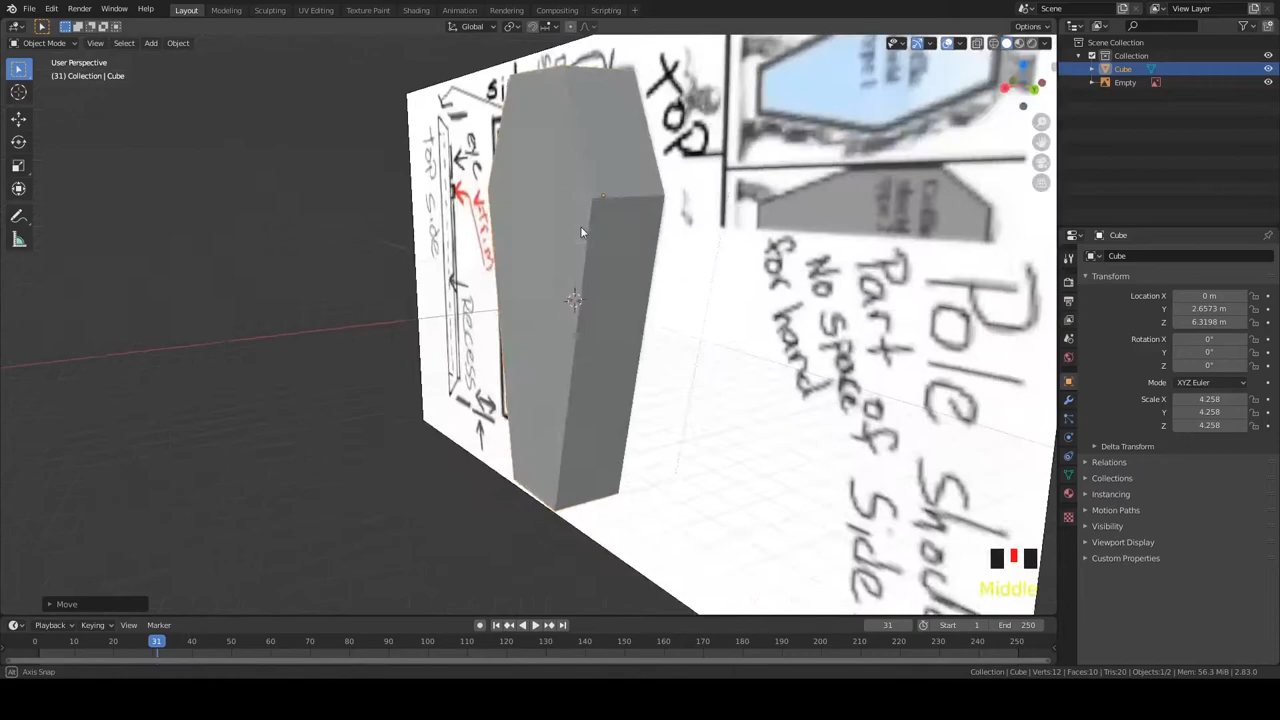 File Edit Render Window Help Layout Modeling Sculpting UV Editing Texture Paint Shading Animation Rendering Compositing Scripting + Scene View Layer
Global Options
Object Mode View Select Add Object
User Perspective
(31) Collection | Cube
Scene Collection
Collection
Cube
Empty
TOP
Top Side
Recess
Pole Should
Part of Side
No space
for hand
Cube
Cube
Transform
Location X 0 m
Y 2.6573 m
Z 6.3198 m
Rotation X 0°
Y 0°
Z 0°
Mode XYZ Euler
Scale X 4.258
Y 4.258
Z 4.258
Delta Transform
Relations
Collections
Instancing
Motion Paths
Visibility
Viewport Display
Custom Properties
Middle
Move
Playback Keying View Marker 31 Start 1 End 250
0 10 20 31 40 50 60 70 80 90 100 110 120 130 140 150 160 170 180 190 200 210 220 230 240 250
Axis Snap Collection | Cube | Verts:12 | Faces:10 | Tris:20 | Objects:1/2 | Mem: 56.3 MiB | 2.83.0